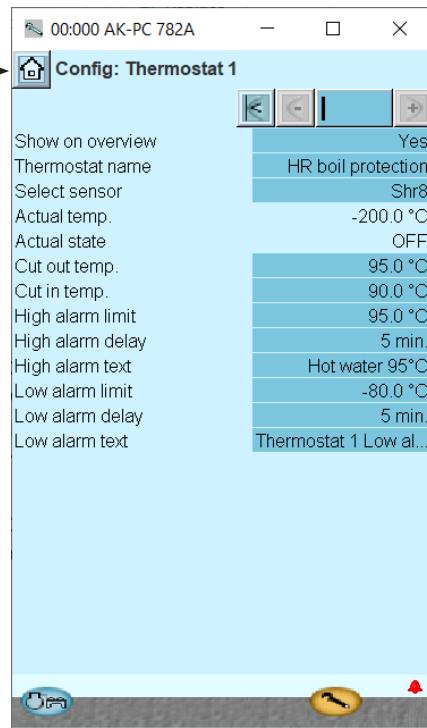 00:000 AK-PC 782A
Config: Thermostat 1
Show on overview Yes
Thermostat name HR boil protection
Select sensor Shr8
Actual temp. -200.0 °C
Actual state OFF
Cut out temp. 95.0 °C
Cut in temp. 90.0 °C
High alarm limit 95.0 °C
High alarm delay 5 min.
High alarm text Hot water 95°C
Low alarm limit -80.0 °C
Low alarm delay 5 min.
Low alarm text Thermostat 1 Low al...